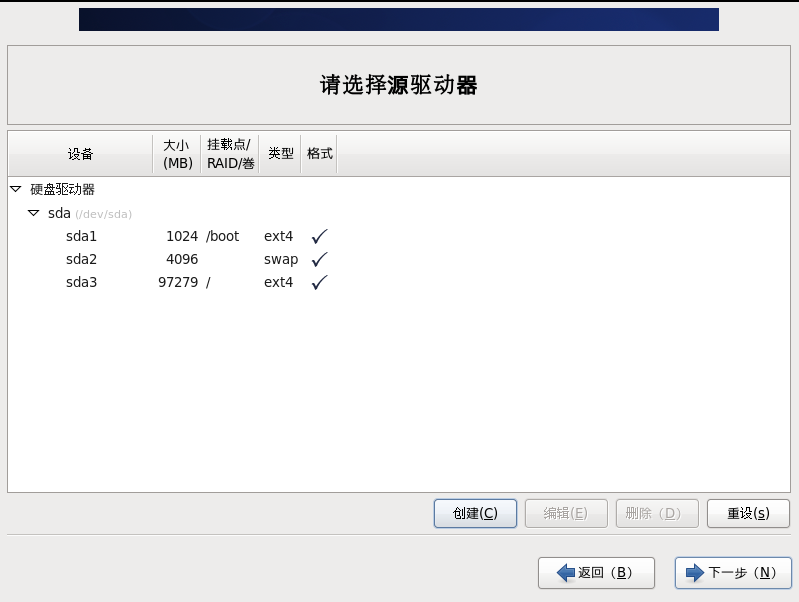 请选择源驱动器
设备 大小 (MB) 挂载点/ RAID/卷 类型 格式
硬盘驱动器
sda (/dev/sda)
sda1 1024 /boot ext4 ✓
sda2 4096 swap ✓
sda3 97279 / ext4 ✓
创建(C) 编辑(E) 删除（D） 重设(s)
返回（B） 下一步（N）